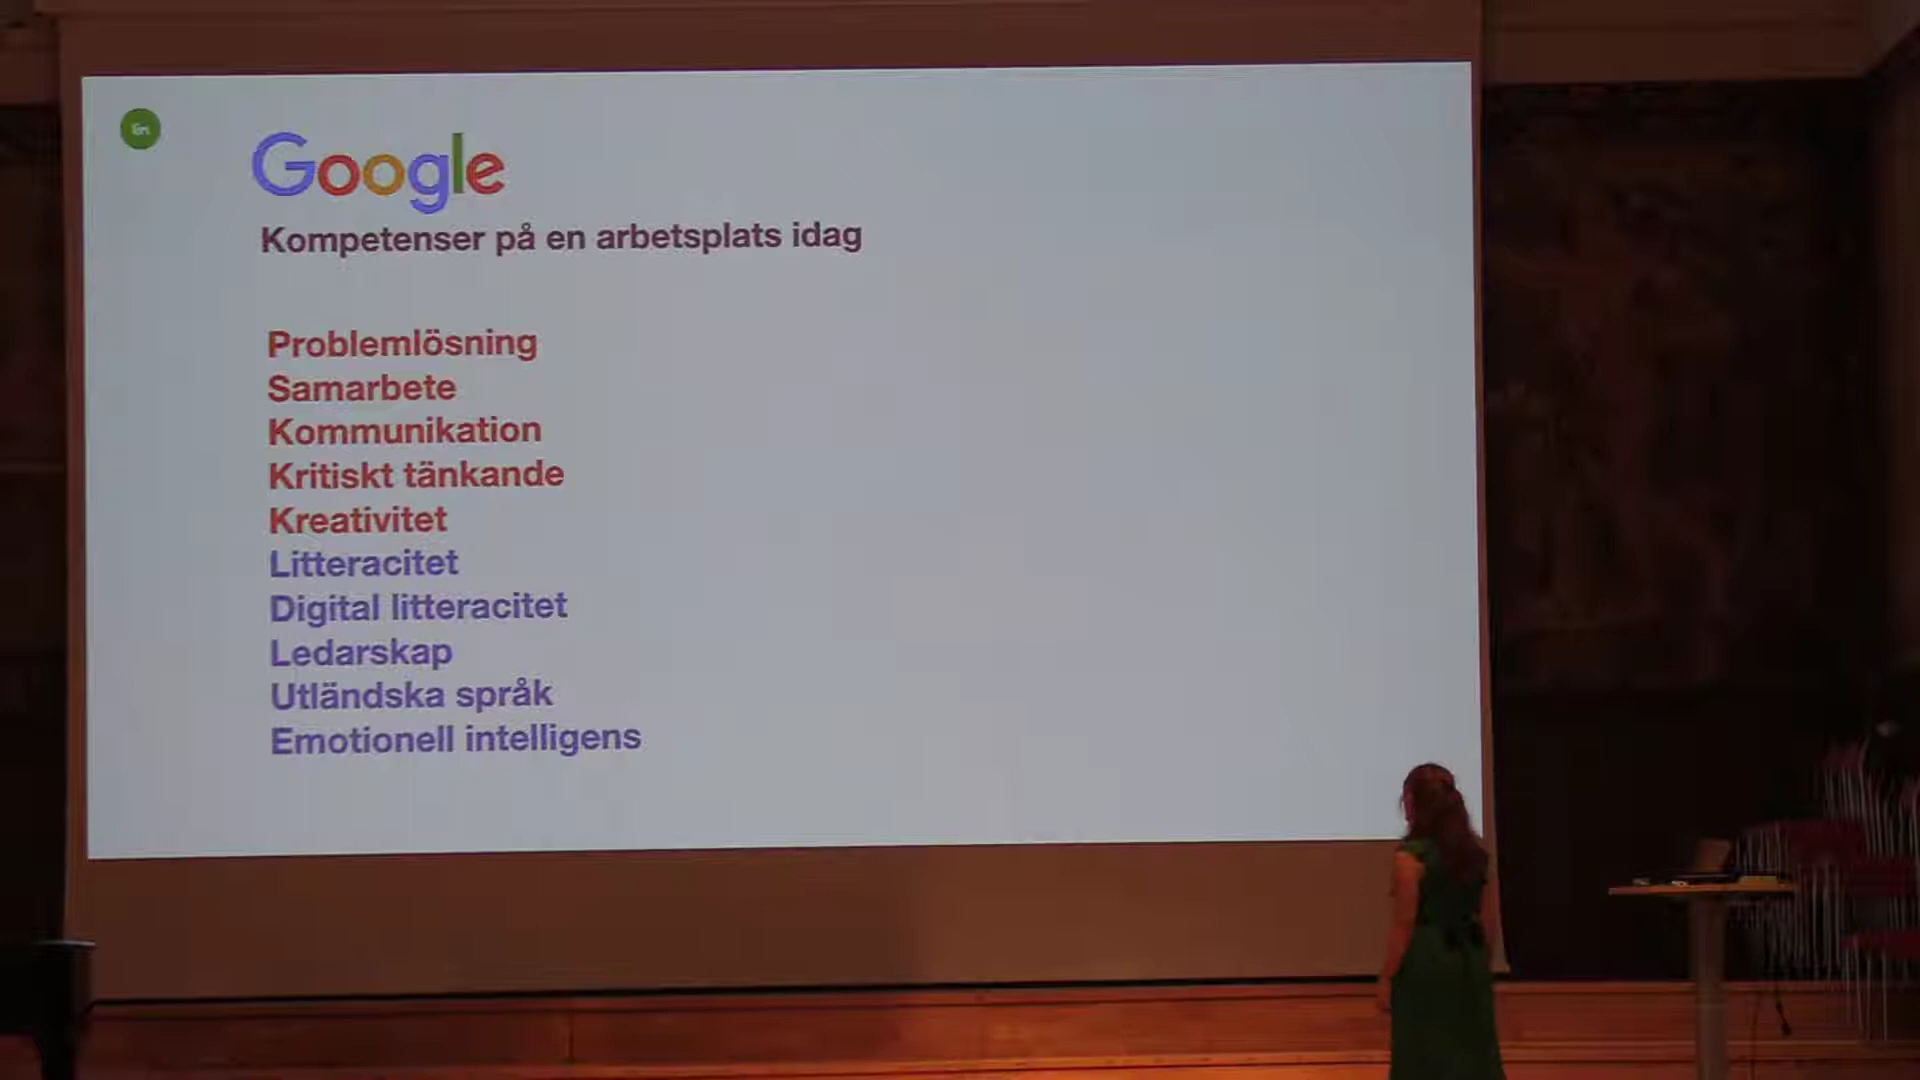 Google
Kompetenser på en arbetsplats idag
Problemlösning
Samarbete
Kommunikation
Kritiskt tänkande
Kreativitet
Litteracitet
Digital litteracitet
Ledarskap
Utländska språk
Emotionell intelligens